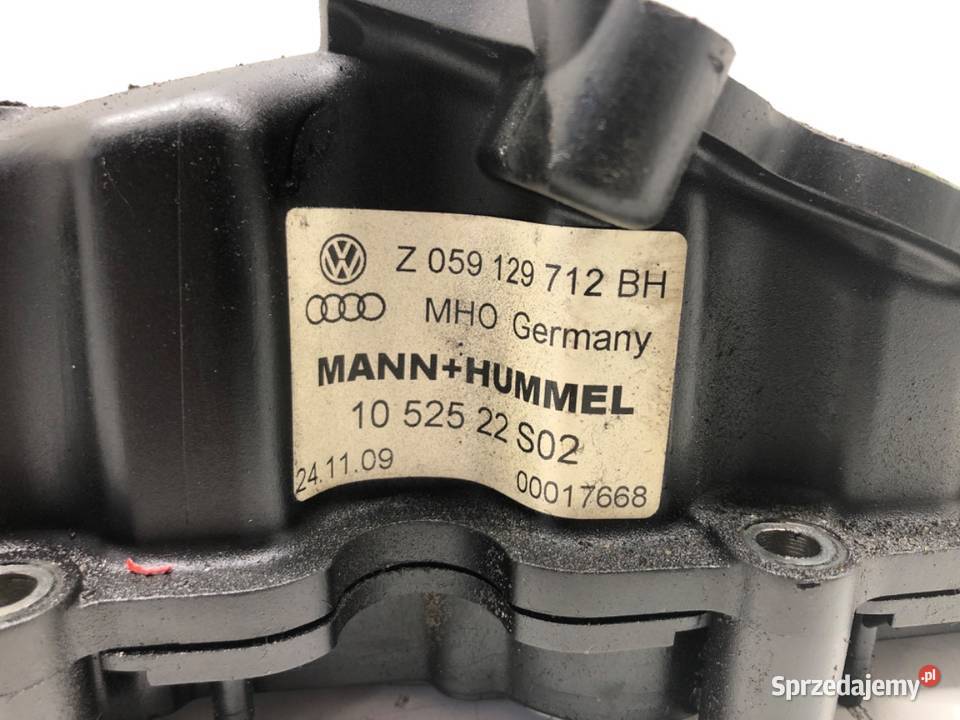 Z 059 129 712 BH
MHO Germany
MANN+HUMMEL
10 525 22 S02
24.11.09 00017668
Sprzedajemy.pl